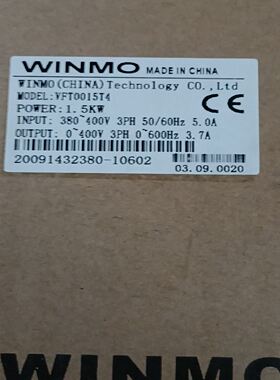 WINMO MADE IN CHINA
WINMO(CHINA)Technology CO.,Ltd
MODEL:VFT0015T4
POWER:1.5KW
CE
INPUT: 380~400V 3PH 50/60Hz 5.0A
OUTPUT: 0~400V 3PH 0~600Hz 3.7A
20091432380-10602
03.09.0020
WINMO